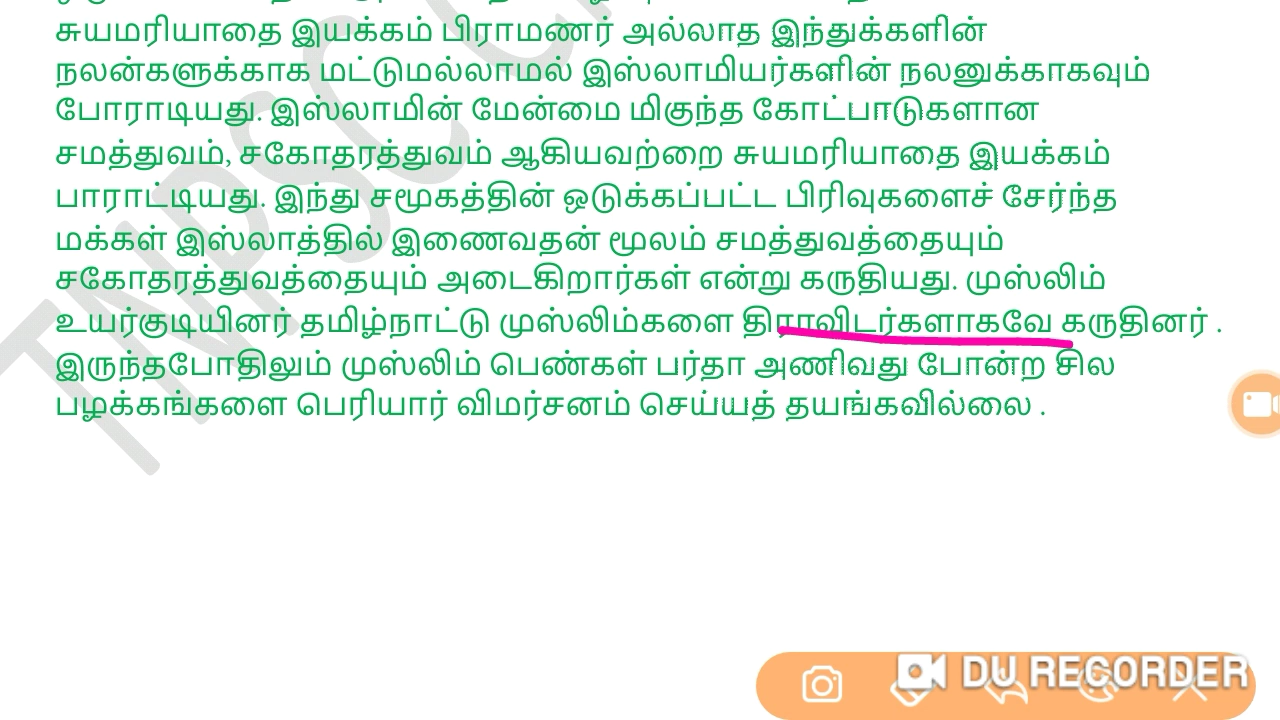 சுயமரியாதை இயக்கம் பிராமணர் அல்லாத இந்துக்களின்
நலன்களுக்காக மட்டுமல்லாமல் இஸ்லாமியர்களின் நலனுக்காகவும்
போராடியது. இஸ்லாமின் மேன்மை மிகுந்த கோட்பாடுகளான
சமத்துவம், சகோதரத்துவம் ஆகியவற்றை சுயமரியாதை இயக்கம்
பாராட்டியது. இந்து சமூகத்தின் ஒடுக்கப்பட்ட பிரிவுகளைச் சேர்ந்த
மக்கள் இஸ்லாத்தில் இணைவதன் மூலம் சமத்துவத்தையும்
சகோதரத்துவத்தையும் அடைகிறார்கள் என்று கருதியது. முஸ்லிம்
உயர்குடியினர் தமிழ்நாட்டு முஸ்லிம்களை திராவிடர்களாகவே கருதினர் .
இருந்தபோதிலும் முஸ்லிம் பெண்கள் பர்தா அணிவது போன்ற சில
பழக்கங்களை பெரியார் விமர்சனம் செய்யத் தயங்கவில்லை .
TNPSC
DU RECORDER